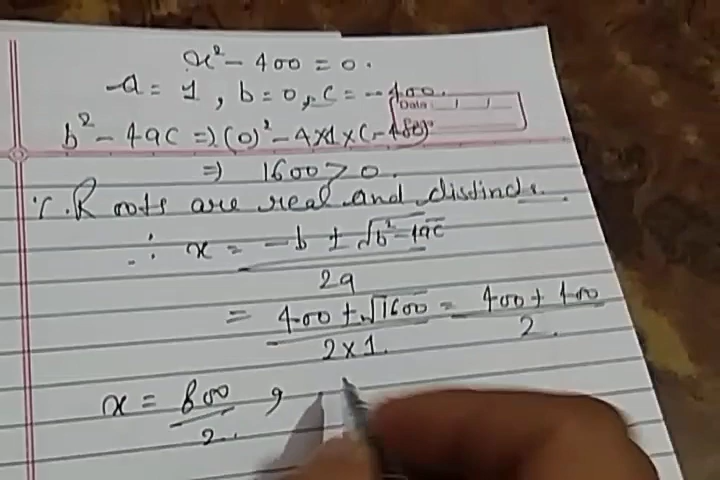 x² - 400 = 0.
a = 1, b = 0, c = -400.
Date
b² - 4ac ⇒ (0)² - 4×1×(-400)
⇒ 1600 > 0.
∵ Roots are real and distinct.
∴ x = -b ± √b² - 4ac / 2a
= 400 ± √1600 / 2×1 = 400 ± 400 / 2.
x = 800 / 2. ,